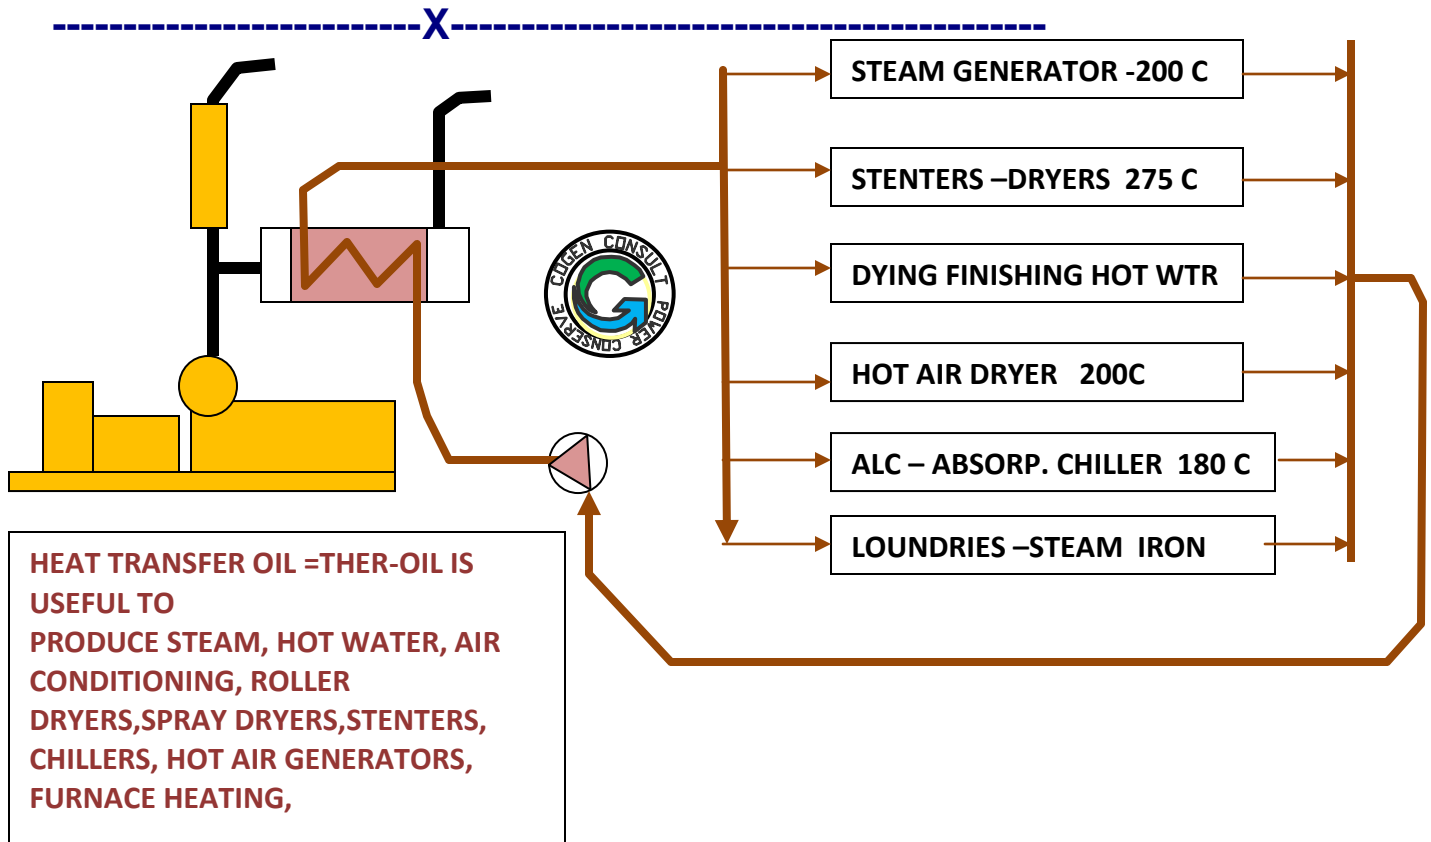 ---------------------------X-------------------------------------------
STEAM GENERATOR -200 C
STENTERS –DRYERS  275 C
COGEN CONSULT
POWER CONSERVE
DYING FINISHING HOT WTR
HOT AIR DRYER   200C
ALC – ABSORP. CHILLER  180 C
LOUNDRIES –STEAM  IRON
HEAT TRANSFER OIL =THER-OIL IS
USEFUL TO
PRODUCE STEAM, HOT WATER, AIR
CONDITIONING, ROLLER
DRYERS,SPRAY DRYERS,STENTERS,
CHILLERS, HOT AIR GENERATORS,
FURNACE HEATING,